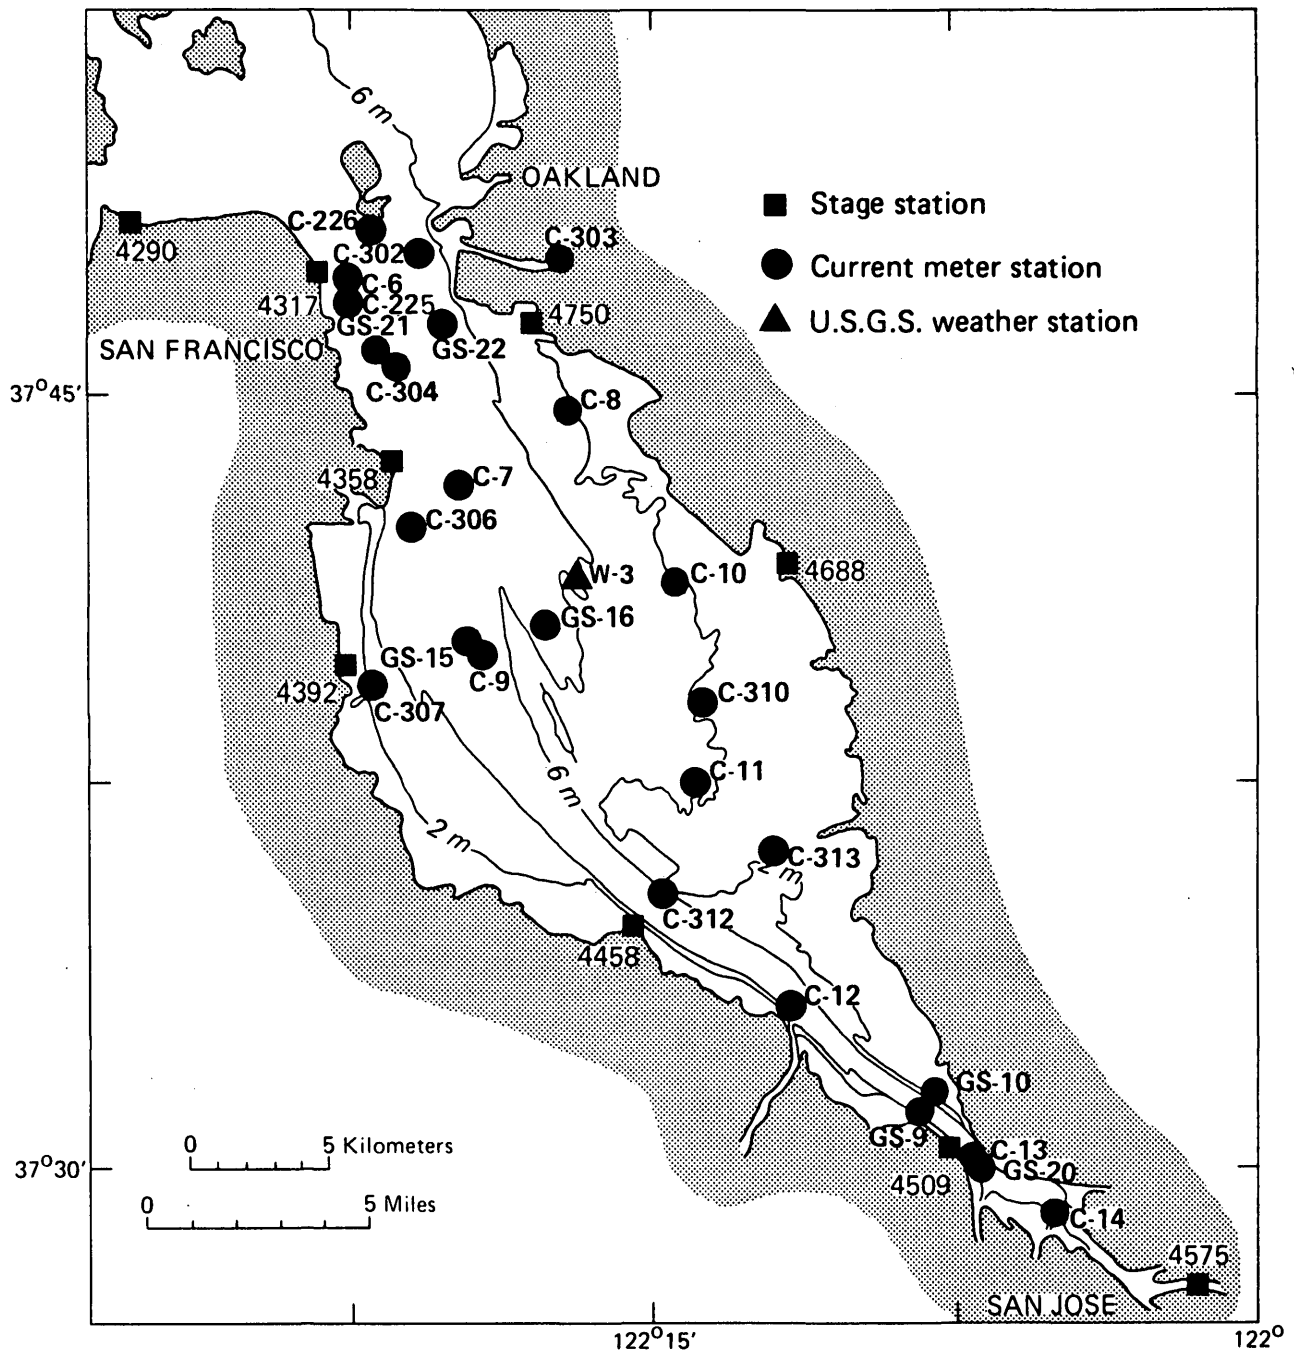 6 m
OAKLAND
Stage station
C-226
4290
C-302
C-303
Current meter station
C-6
4317
C-225
4750
U.S.G.S. weather station
GS-21
SAN FRANCISCO
GS-22
C-304
37°45'
C-8
4358
C-7
C-306
W-3
C-10
4688
GS-16
GS-15
C-9
4392
C-310
C-307
C-11
6 m
2 m
C-313
2 m
C-312
4458
C-12
GS-10
GS-9
0 5 Kilometers
C-13
37°30'
GS-20
4509
0 5 Miles
C-14
4575
SAN JOSE
122°15'
122°